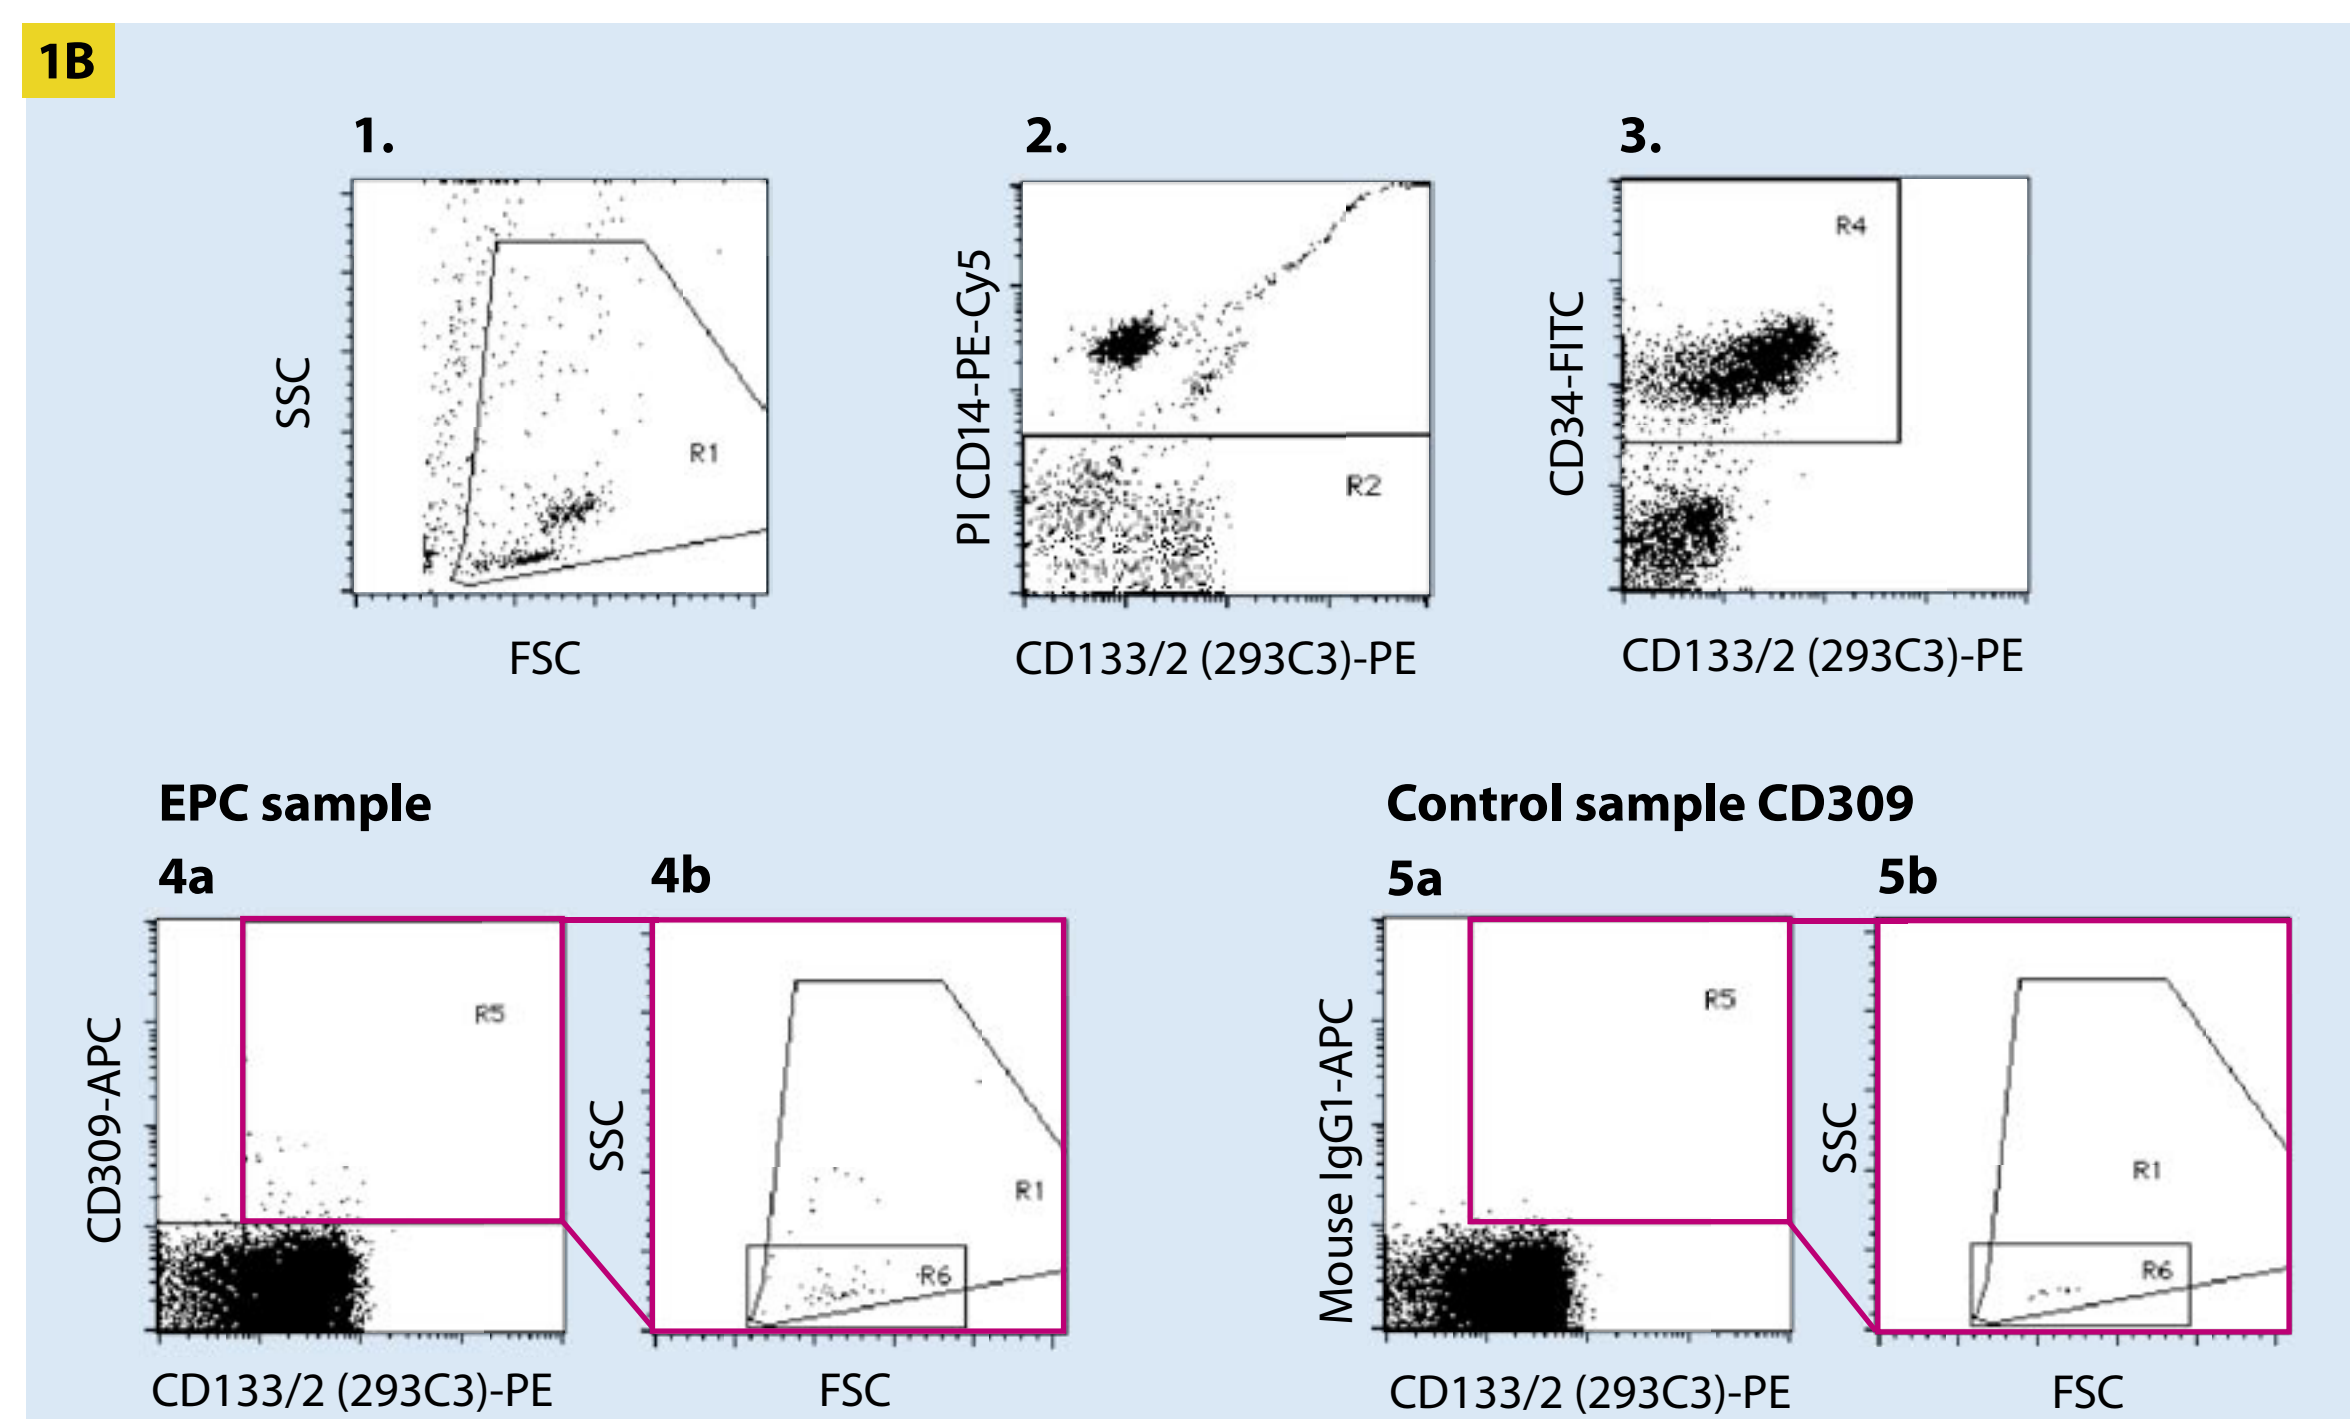 1B
1.
2.
3.
SSC
R1
FSC
PI CD14-PE-Cy5
R2
CD133/2 (293C3)-PE
CD34-FITC
R4
CD133/2 (293C3)-PE
EPC sample
Control sample CD309
4a
4b
5a
5b
CD309-APC
R5
CD133/2 (293C3)-PE
SSC
R1
R6
FSC
Mouse IgG1-APC
R5
CD133/2 (293C3)-PE
SSC
R1
R6
FSC